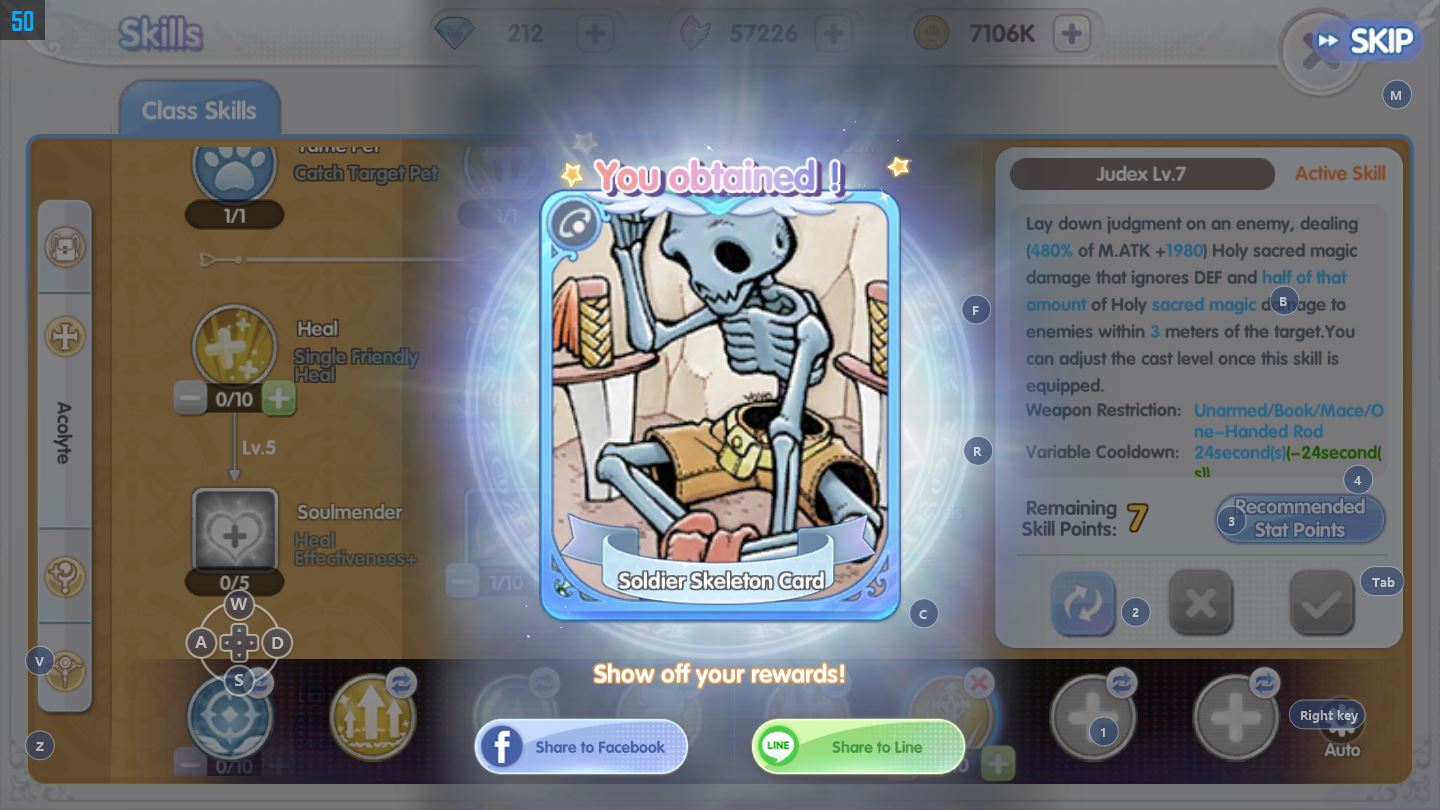 50
Skills
212
57226
7106K
SKIP
M
Class Skills
Tame Pet
Catch Target Pet
1/1
1/1
You obtained !
Judex Lv.7
Active Skill
Lay down judgment on an enemy, dealing
(480% of M.ATK +1980) Holy sacred magic
damage that ignores DEF and half of that
amount of Holy sacred magic damage to
enemies within 3 meters of the target.You
can adjust the cast level once this skill is
equipped.
B
F
Weapon Restriction: Unarmed/Book/Mace/O
ne-Handed Rod
Variable Cooldown: 24second(s)(-24second(
s))
Heal
Single Friendly
Heal
0/10
Lv.5
Acolyte
R
4
Soulmender
Heal
Effectiveness+
0/5
1/10
Remaining
Skill Points: 7
3
Recommended
Stat Points
Soldier Skeleton Card
Tab
2
C
W
A
D
S
V
Show off your rewards!
Z
0/10
Share to Facebook
LINE
Share to Line
1
Right key
Auto